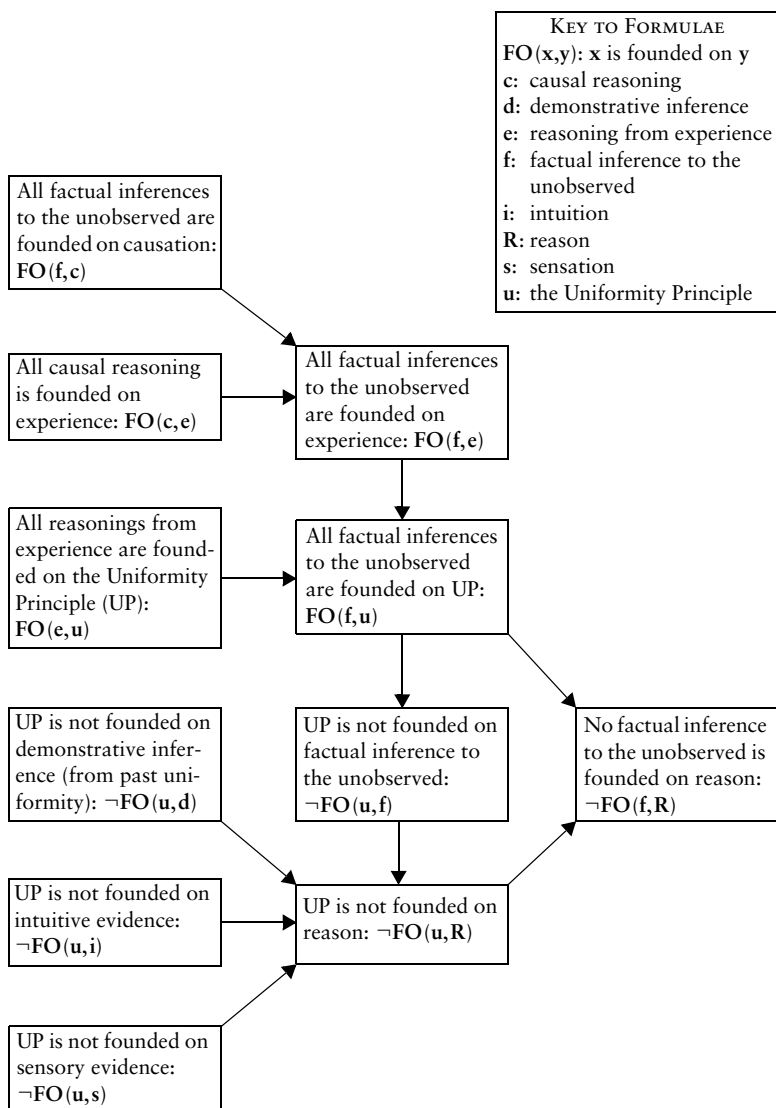 KEY TO FORMULAE
FO(x,y): x is founded on y
c: causal reasoning
d: demonstrative inference
e: reasoning from experience
f: factual inference to the
unobserved
i: intuition
R: reason
s: sensation
u: the Uniformity Principle
All factual inferences
to the unobserved are
founded on causation:
FO(f,c)
All causal reasoning
is founded on
experience: FO(c,e)
All factual inferences
to the unobserved
are founded on
experience: FO(f,e)
All reasonings from
experience are found-
ed on the Uniformity
Principle (UP):
FO(e,u)
All factual inferences
to the unobserved
are founded on UP:
FO(f,u)
UP is not founded on
demonstrative infer-
ence (from past uni-
formity): ¬FO(u,d)
UP is not founded on
factual inference to
the unobserved:
¬FO(u,f)
No factual inference
to the unobserved is
founded on reason:
¬FO(f,R)
UP is not founded on
intuitive evidence:
¬FO(u,i)
UP is not founded on
reason: ¬FO(u,R)
UP is not founded on
sensory evidence:
¬FO(u,s)